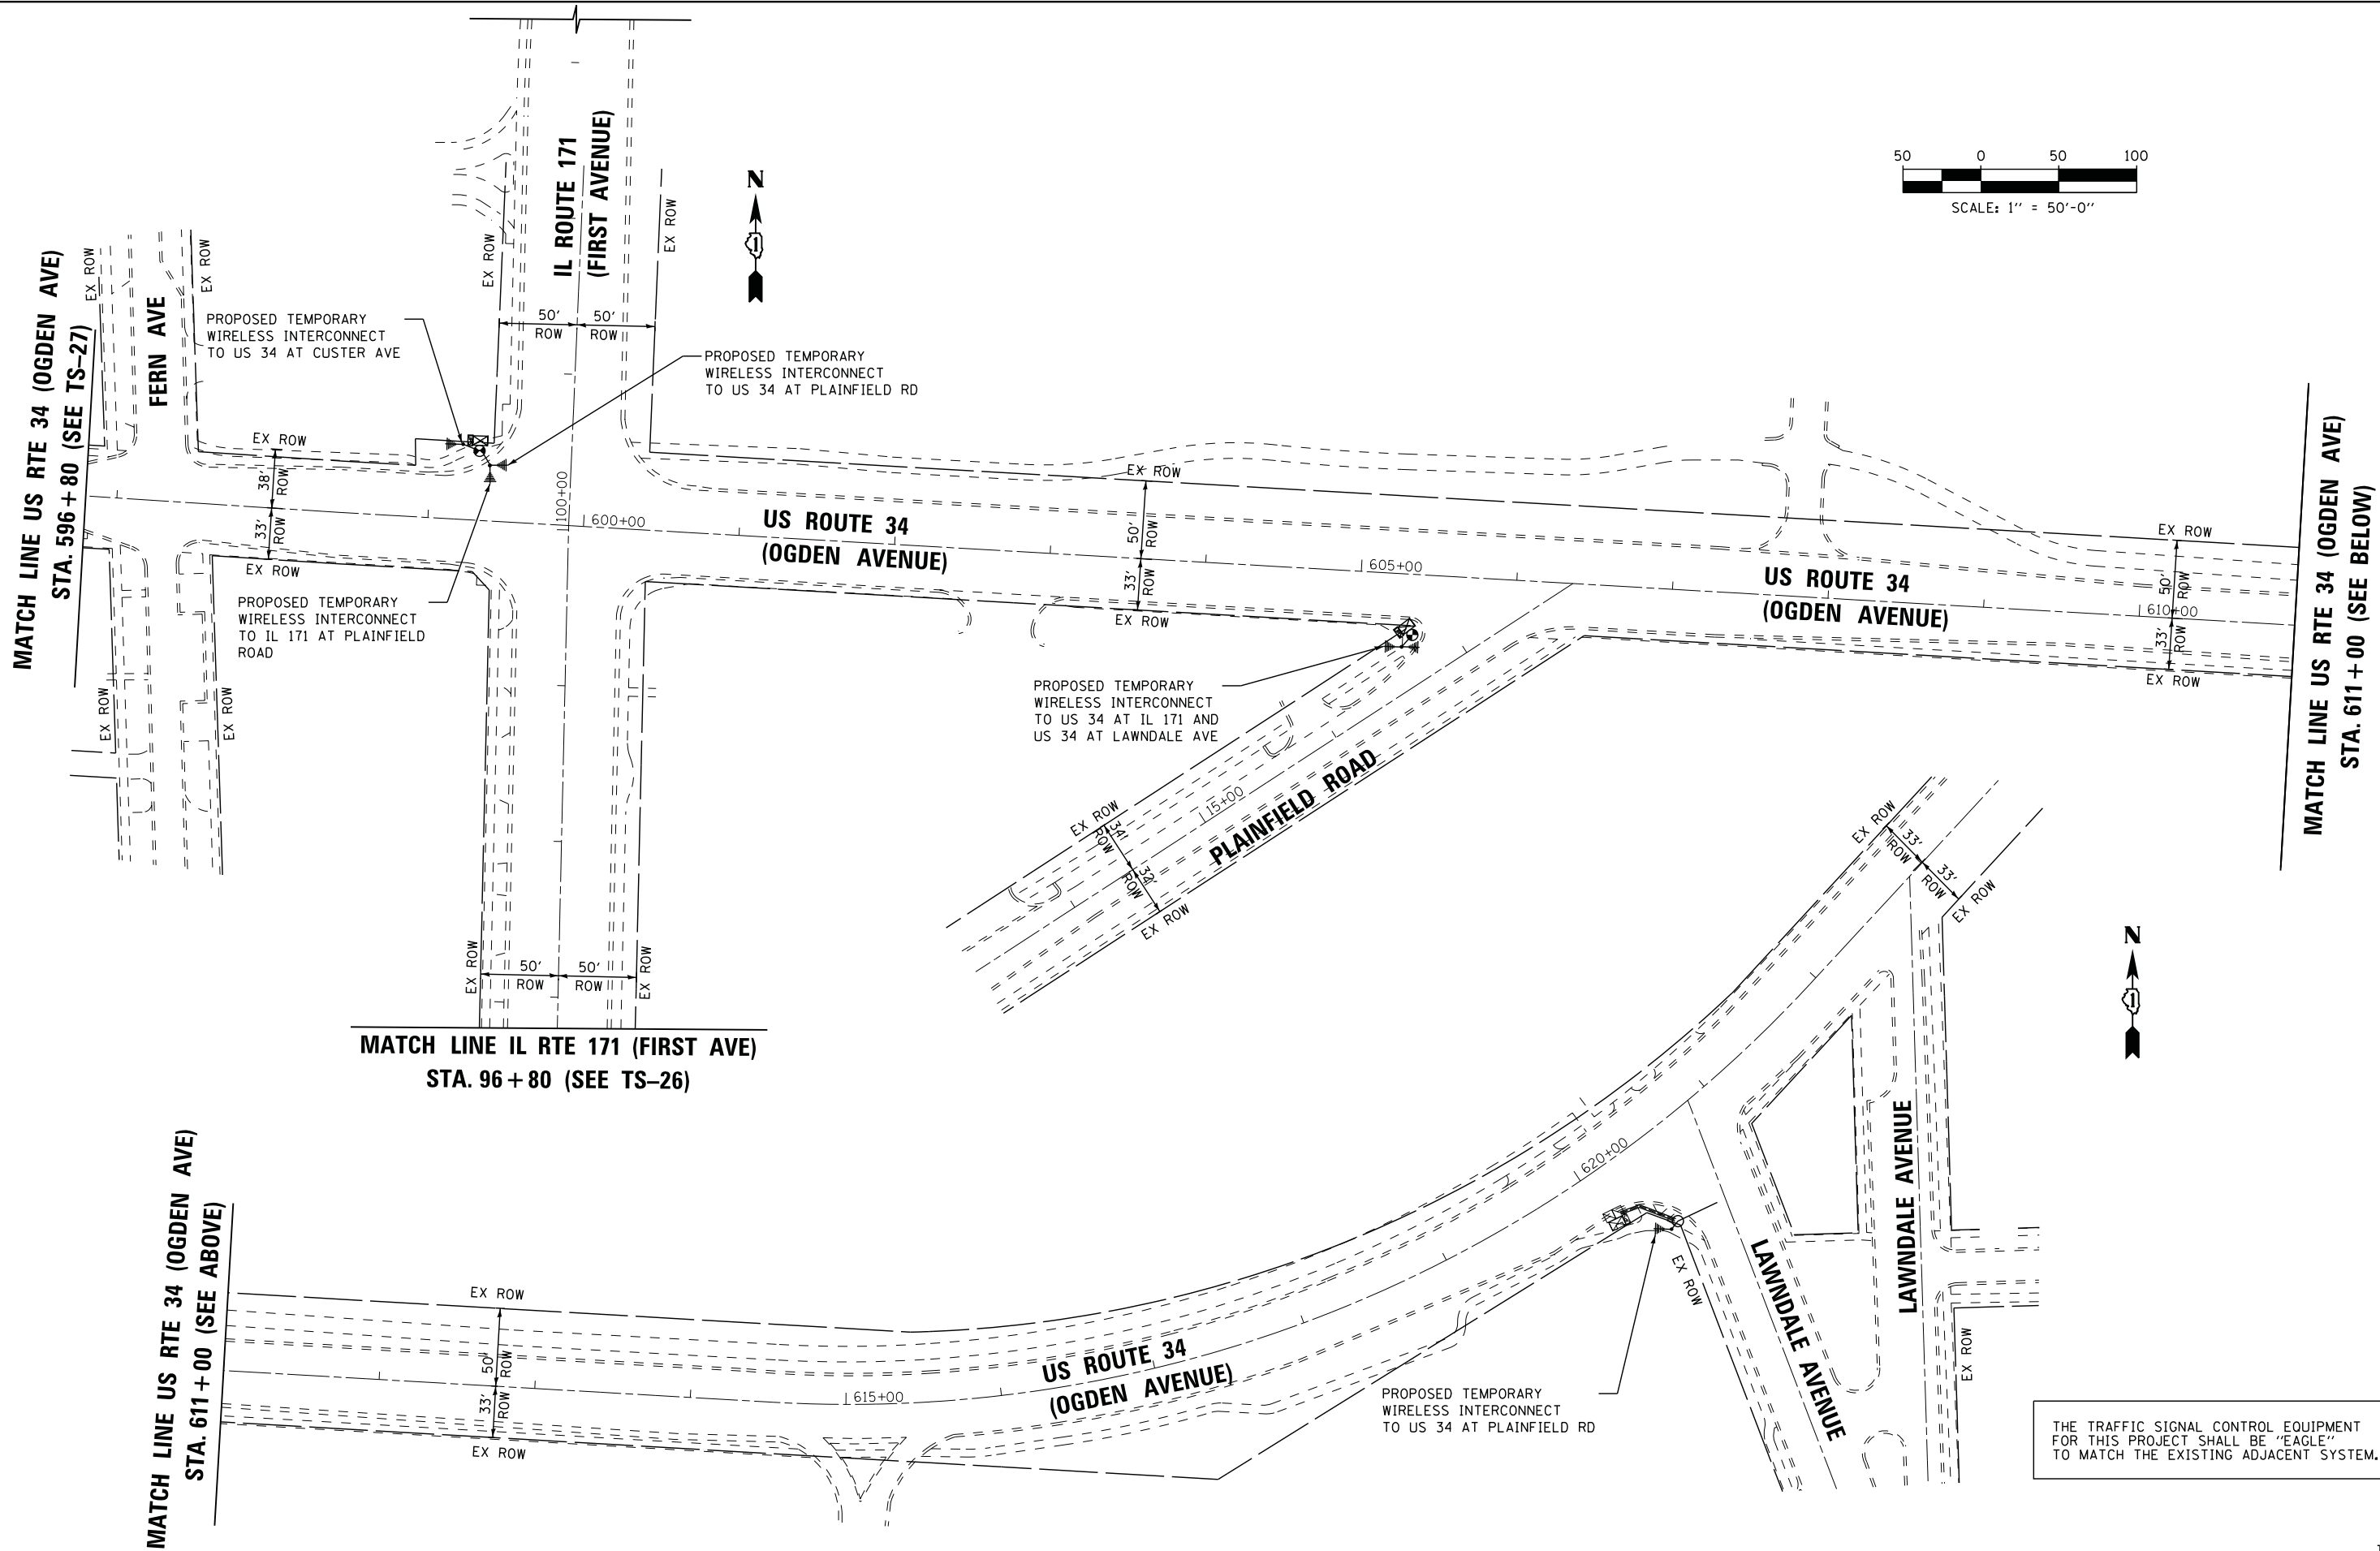 IL ROUTE 171
(FIRST AVENUE)
EX ROW
EX ROW
50' ROW
50' ROW
N
1
50 0 50 100
SCALE: 1" = 50'-0"
MATCH LINE US RTE 34 (OGDEN AVE)
STA. 596+80 (SEE TS-27)
EX ROW
EX ROW
FERN AVE
PROPOSED TEMPORARY
WIRELESS INTERCONNECT
TO US 34 AT CUSTER AVE
PROPOSED TEMPORARY
WIRELESS INTERCONNECT
TO US 34 AT PLAINFIELD RD
EX ROW
38' ROW
33' ROW
EX ROW
100+00
600+00
US ROUTE 34
(OGDEN AVENUE)
EX ROW
50' ROW
33' ROW
EX ROW
605+00
US ROUTE 34
(OGDEN AVENUE)
EX ROW
50' ROW
610+00
33' ROW
EX ROW
MATCH LINE US RTE 34 (OGDEN AVE)
STA. 611+00 (SEE BELOW)
PROPOSED TEMPORARY
WIRELESS INTERCONNECT
TO IL 171 AT PLAINFIELD
ROAD
EX ROW
EX ROW
PROPOSED TEMPORARY
WIRELESS INTERCONNECT
TO US 34 AT IL 171 AND
US 34 AT LAWNDALE AVE
15+00
PLAINFIELD ROAD
EX ROW
34' ROW
32' ROW
EX ROW
EX ROW
50' ROW
50' ROW
EX ROW
MATCH LINE IL RTE 171 (FIRST AVE)
STA. 96+80 (SEE TS-26)
EX ROW
33' ROW
33' ROW
EX ROW
N
1
MATCH LINE US RTE 34 (OGDEN AVE)
STA. 611+00 (SEE ABOVE)
EX ROW
50' ROW
33' ROW
EX ROW
615+00
US ROUTE 34
(OGDEN AVENUE)
620+00
EX ROW
LAWNDALE AVENUE
LAWNDALE AVENUE
EX ROW
PROPOSED TEMPORARY
WIRELESS INTERCONNECT
TO US 34 AT PLAINFIELD RD
THE TRAFFIC SIGNAL CONTROL EQUIPMENT
FOR THIS PROJECT SHALL BE "EAGLE"
TO MATCH THE EXISTING ADJACENT SYSTEM.